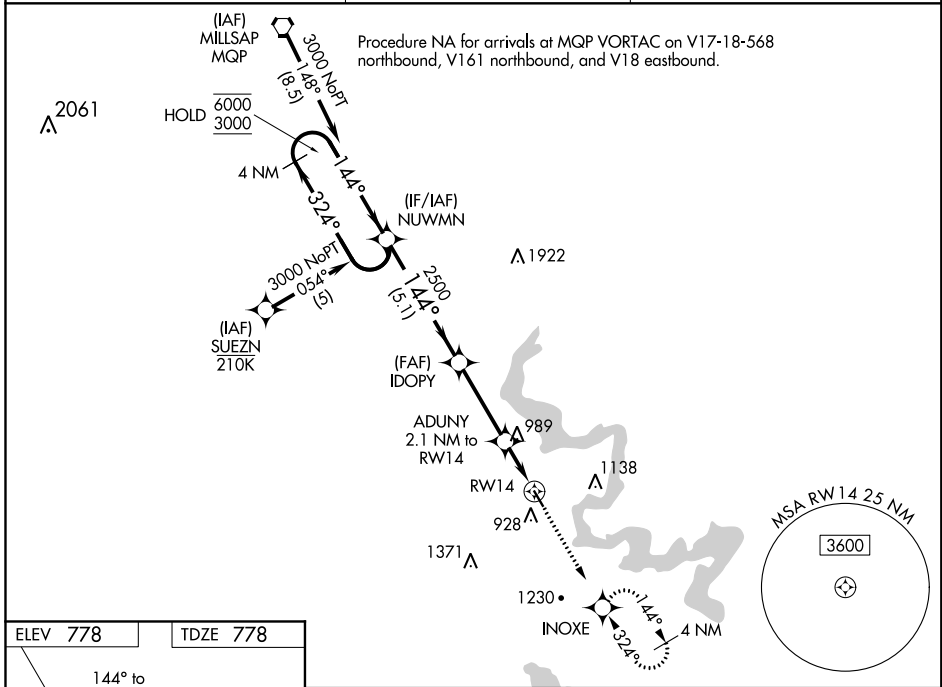 (IAF)
MILLSAP
MQP
3000 NoPT
148°
(8.5)
Procedure NA for arrivals at MQP VORTAC on V17-18-568
northbound, V161 northbound, and V18 eastbound.
2061
HOLD
6000
3000
4 NM
144°
324°
(IF/IAF)
NUWMN
1922
3000 NoPT
054°
(5)
2500
144°
(5.1)
(IAF)
SUEZN
210K
(FAF)
IDOPY
ADUNY
2.1 NM to
RW14
989
RW14
1138
928
MSA RW14 25 NM
3600
1371
1230
INOXE
144°
324°
4 NM
ELEV 778
TDZE 778
144° to